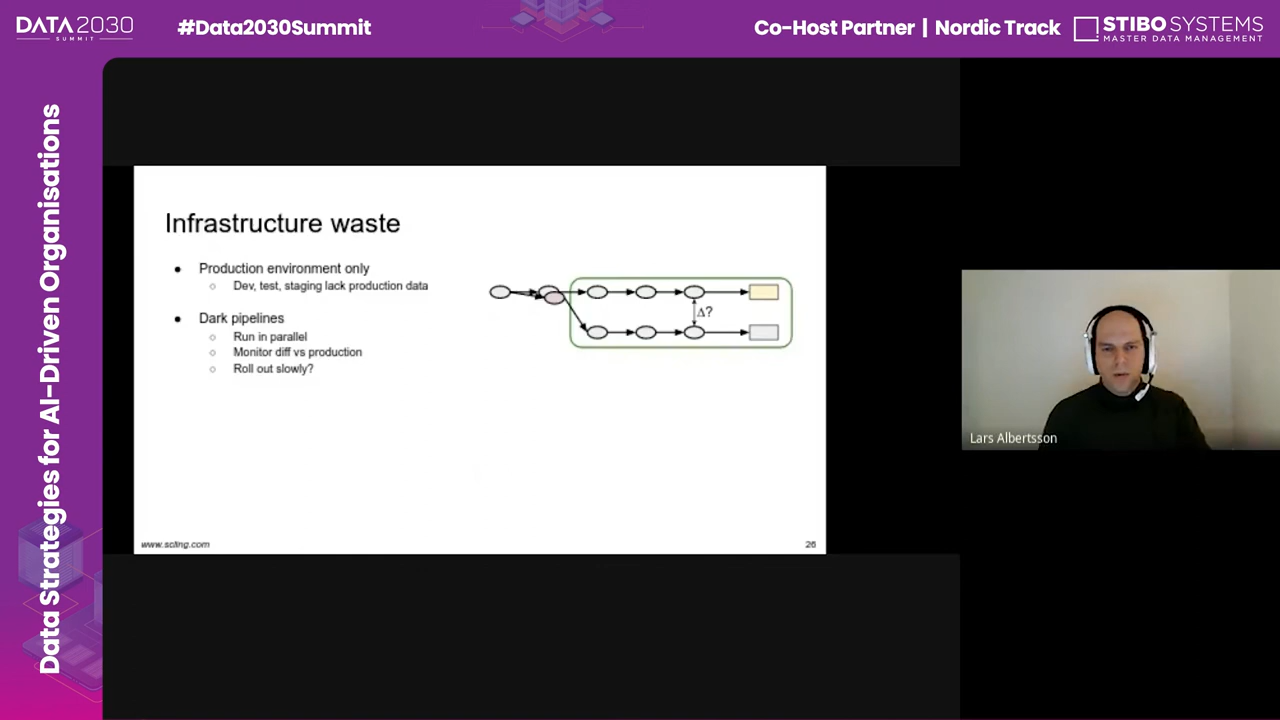 DATA2030
SUMMIT
#Data2030Summit
Co-Host Partner | Nordic Track
STIBO SYSTEMS
MASTER DATA MANAGEMENT
Data Strategies for AI-Driven Organisations
Infrastructure waste
● Production environment only
○ Dev, test, staging lack production data
● Dark pipelines
○ Run in parallel
○ Monitor diff vs production
○ Roll out slowly?
Δ?
www.scling.com
26
Lars Albertsson